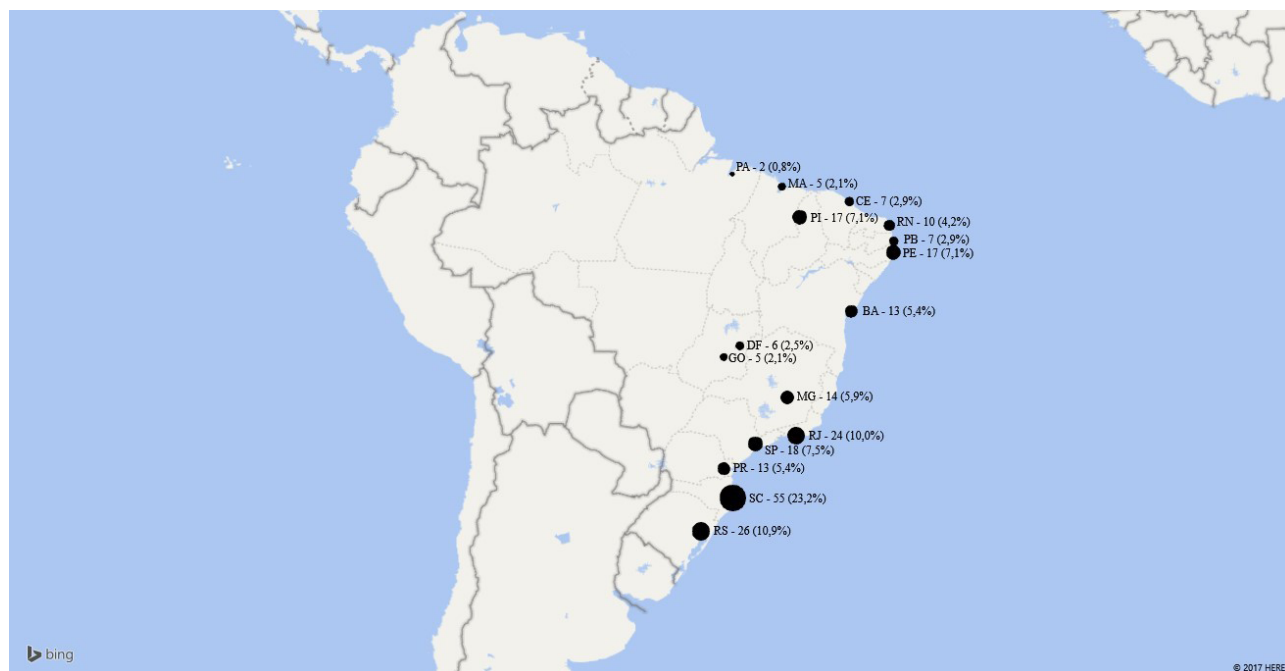 PA - 2 (0,8%)
MA - 5 (2,1%)
CE - 7 (2,9%)
PI - 17 (7,1%)
RN - 10 (4,2%)
PB - 7 (2,9%)
PE - 17 (7,1%)
BA - 13 (5,4%)
DF - 6 (2,5%)
GO - 5 (2,1%)
MG - 14 (5,9%)
RJ - 24 (10,0%)
SP - 18 (7,5%)
PR - 13 (5,4%)
SC - 55 (23,2%)
RS - 26 (10,9%)
bing
© 2017 HERE